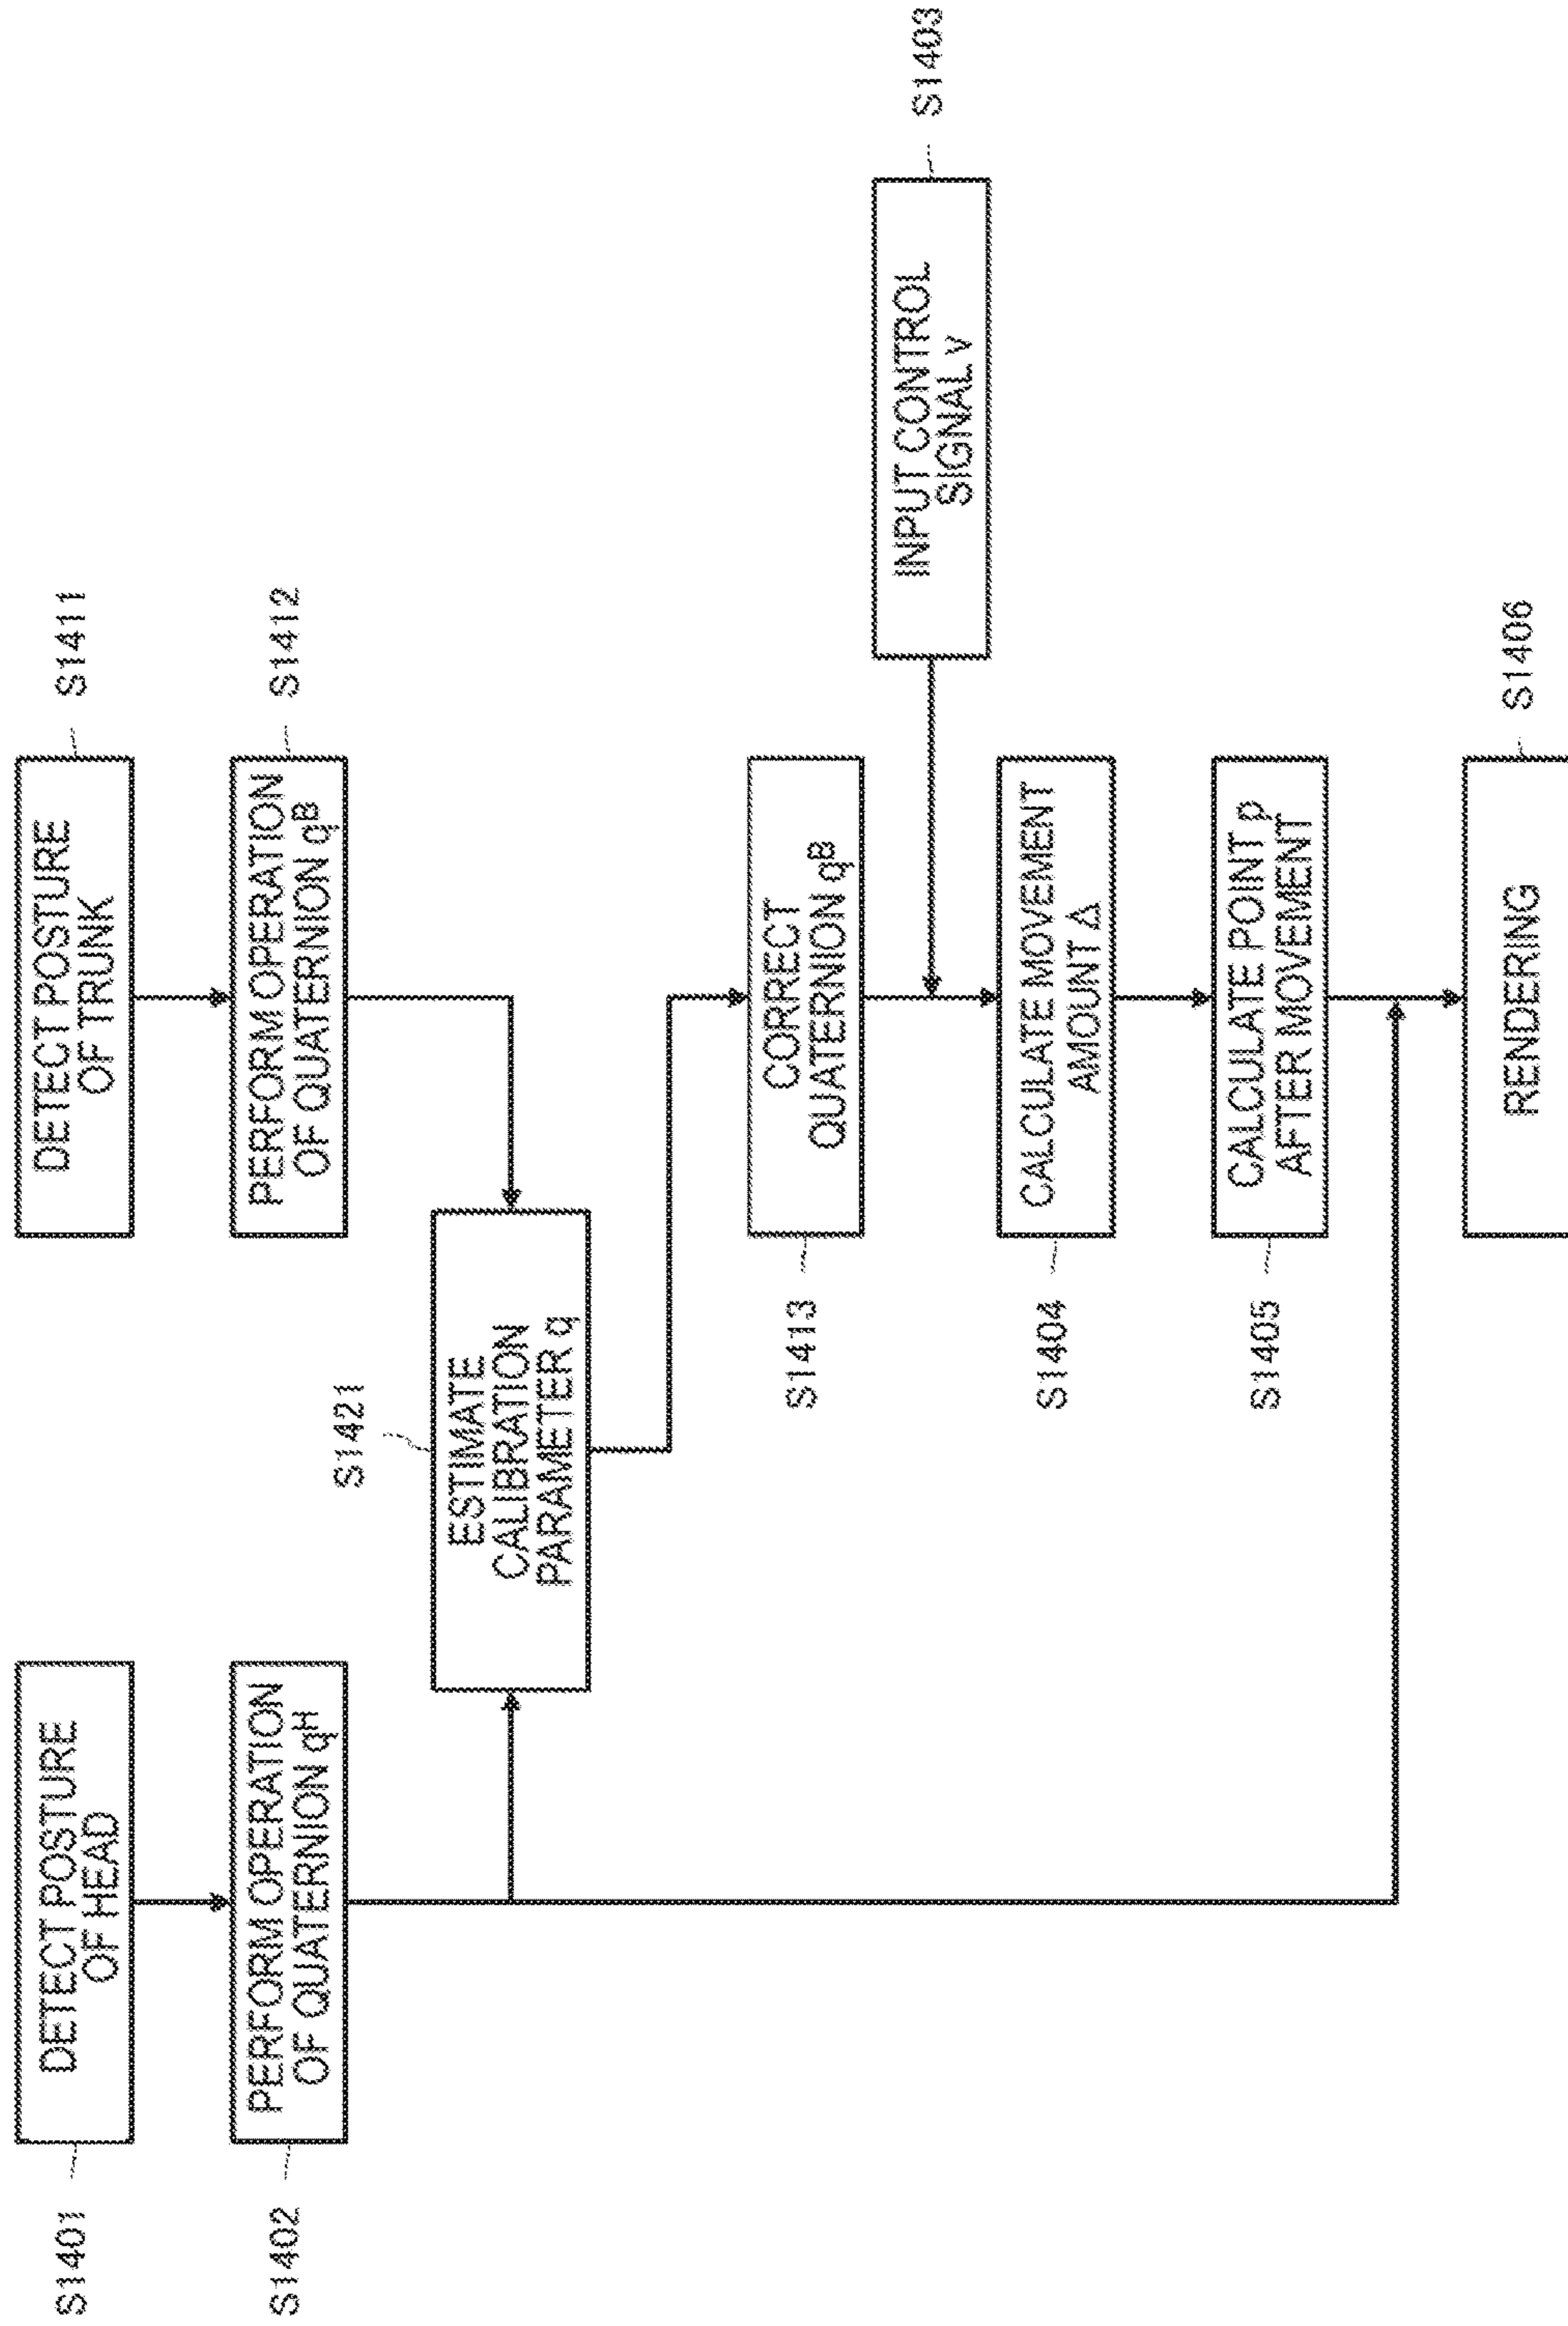 S1401
DETECT POSTURE
OF HEAD
DETECT POSTURE
OF TRUNK
S1411
S1402
PERFORM OPERATION
OF QUATERNION qᴴ
PERFORM OPERATION
OF QUATERNION qᴮ
S1412
S1421
ESTIMATE
CALIBRATION
PARAMETER q
S1413
CORRECT
QUATERNION qᴮ
INPUT CONTROL
SIGNAL v
S1403
S1404
CALCULATE MOVEMENT
AMOUNT Δ
S1405
CALCULATE POINT p
AFTER MOVEMENT
RENDERING
S1406